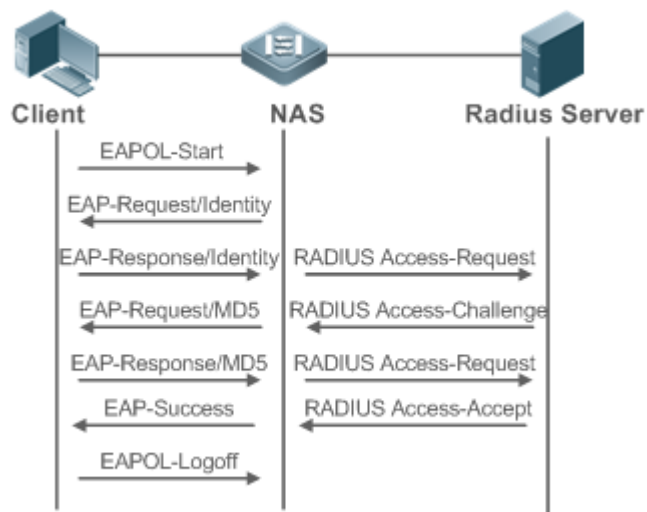 Client NAS Radius Server
EAPOL-Start
EAP-Request/Identity
EAP-Response/Identity RADIUS Access-Request
EAP-Request/MD5 RADIUS Access-Challenge
EAP-Response/MD5 RADIUS Access-Request
EAP-Success RADIUS Access-Accept
EAPOL-Logoff